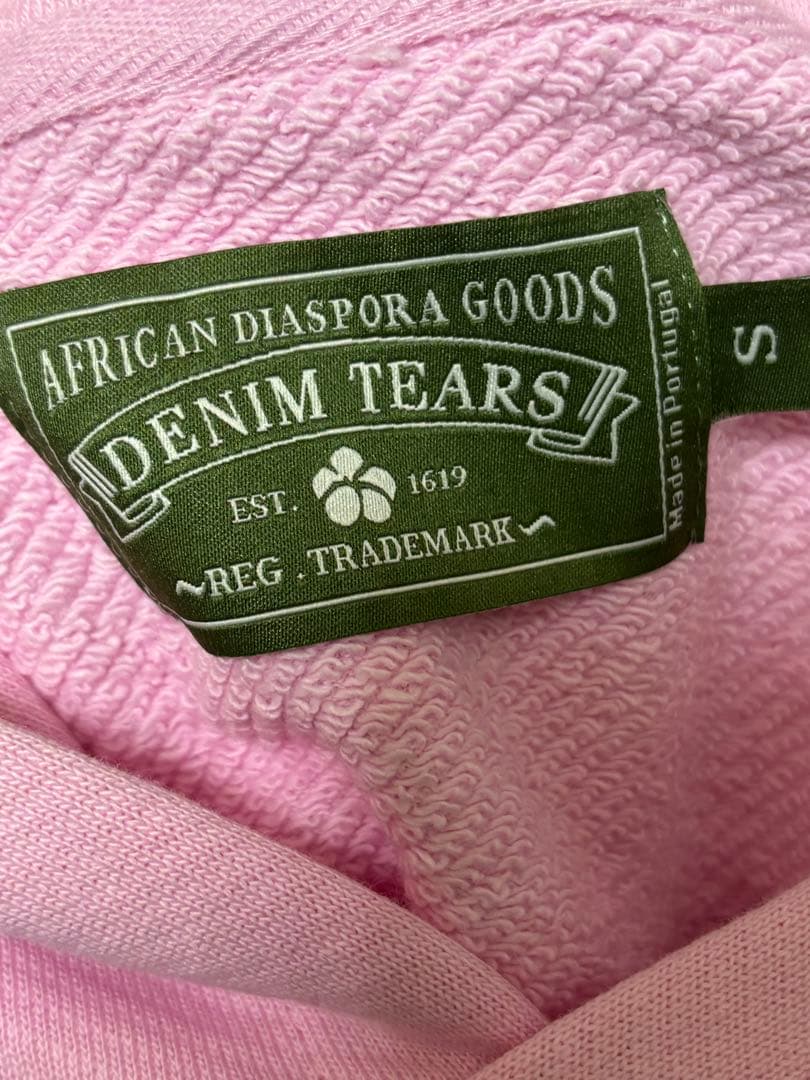 AFRICAN DIASPORA GOODS
DENIM TEARS
EST. 1619
~REG . TRADEMARK~
Made in Portugal
S